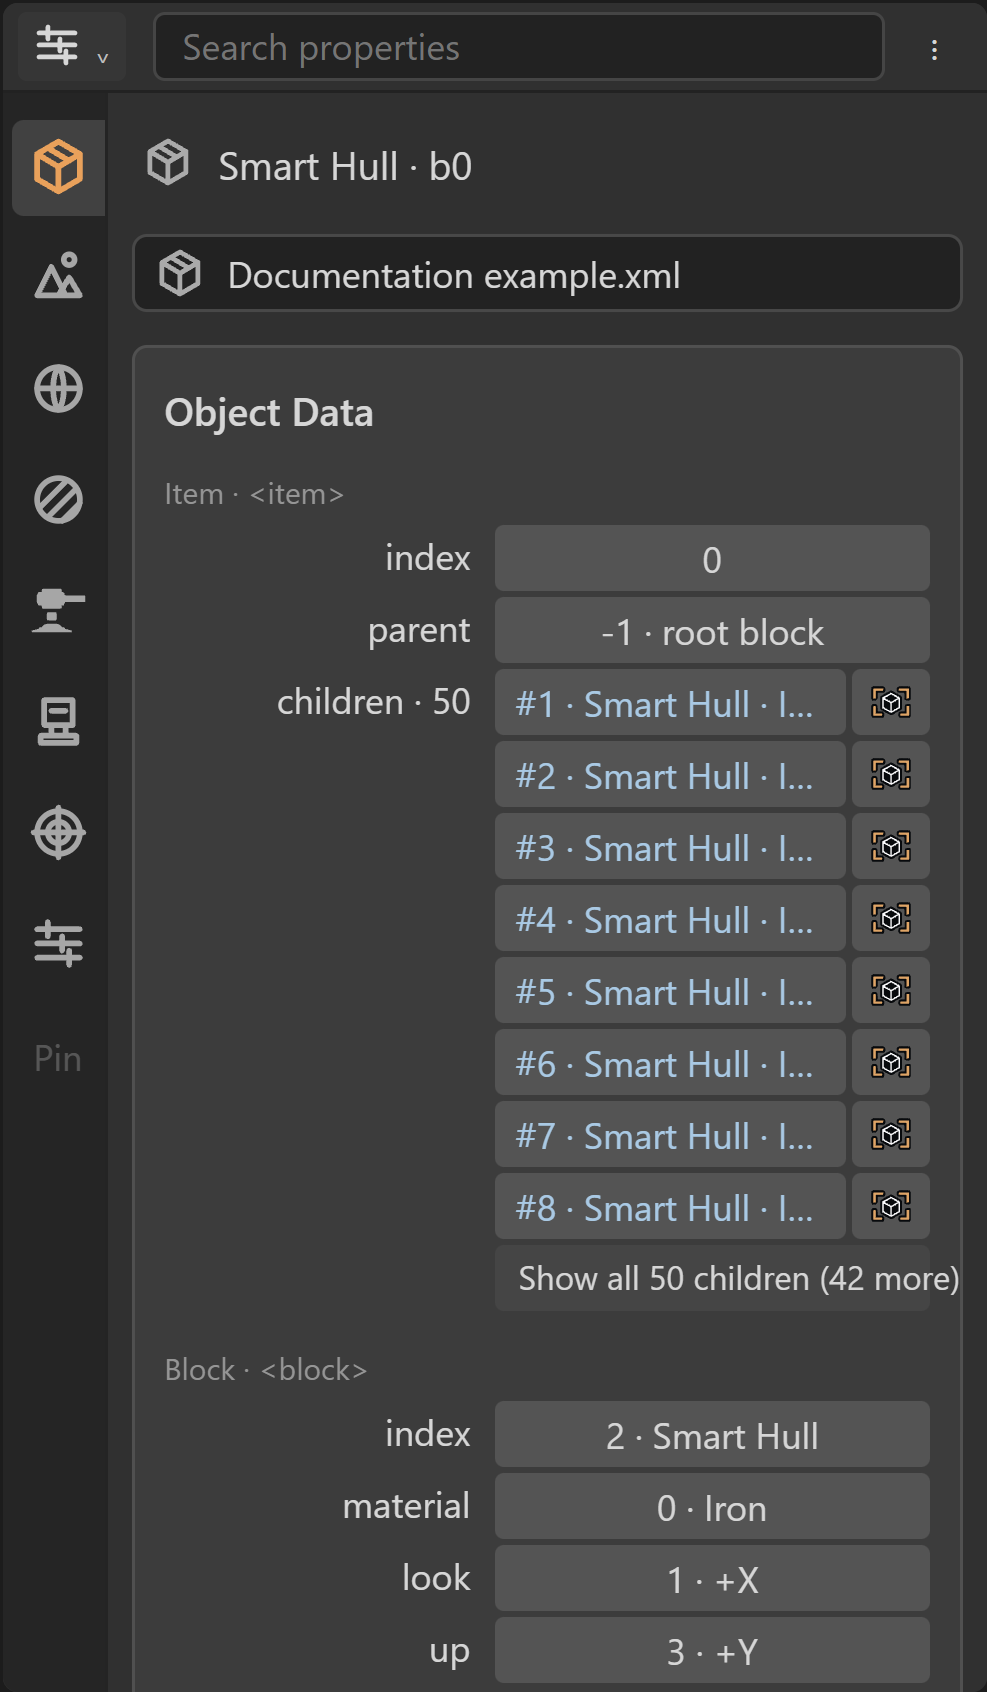 Search properties
Smart Hull · b0
Documentation example.xml
Object Data
Item · <item>
index 0
parent -1 · root block
children · 50 #1 · Smart Hull · I...
#2 · Smart Hull · I...
#3 · Smart Hull · I...
#4 · Smart Hull · I...
#5 · Smart Hull · I...
#6 · Smart Hull · I...
#7 · Smart Hull · I...
#8 · Smart Hull · I...
Show all 50 children (42 more)
Block · <block>
index 2 · Smart Hull
material 0 · Iron
look 1 · +X
up 3 · +Y
Pin